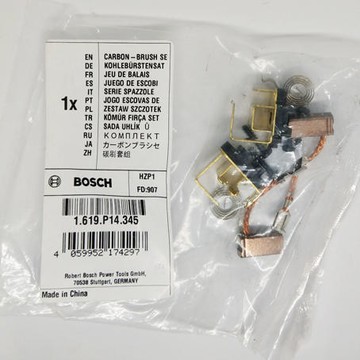 1x
EN CARBON-BRUSH SE
DE KOHLEBÜRSTENSAT
FR JEU DE BALAIS
ES JUEGO DE ESCOBI
IT SERIE SPAZZOLE
PT JOGO ESCOVAS DE
PL ZESTAW SZCZOTEK
TR KÖMÜR FIRÇA SET
CS SADA UHLÍK Ů
RU КОМПЛЕКТ
JA カーボンブラシセ
ZH 碳刷套组
BOSCH
HZP1
FD:907
1.619.P14.345
4 059952 174297
Robert Bosch Power Tools GmbH,
70538 Stuttgart, GERMANY
Made in China